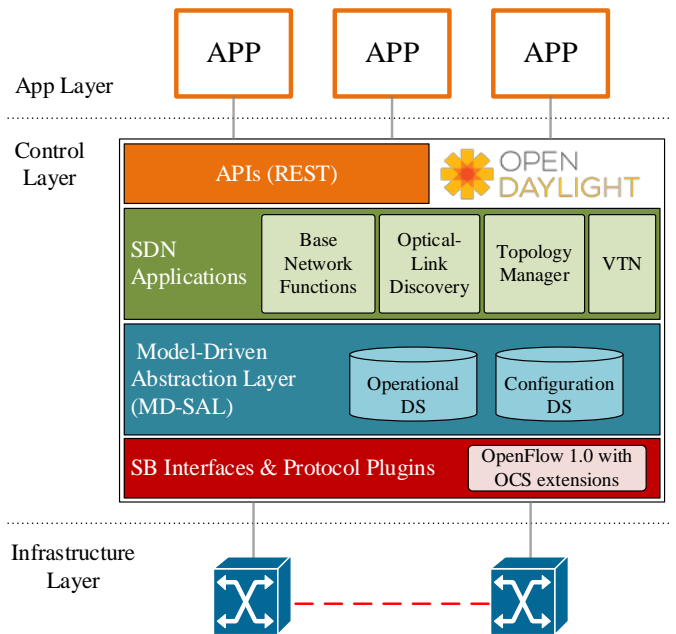 APP APP APP
App Layer
Control
Layer
APIs (REST)
OPEN
DAYLIGHT
SDN
Applications
Base
Network
Functions
Optical-
Link
Discovery
Topology
Manager
VTN
Model-Driven
Abstraction Layer
(MD-SAL)
Operational
DS
Configuration
DS
SB Interfaces & Protocol Plugins
OpenFlow 1.0 with
OCS extensions
Infrastructure
Layer